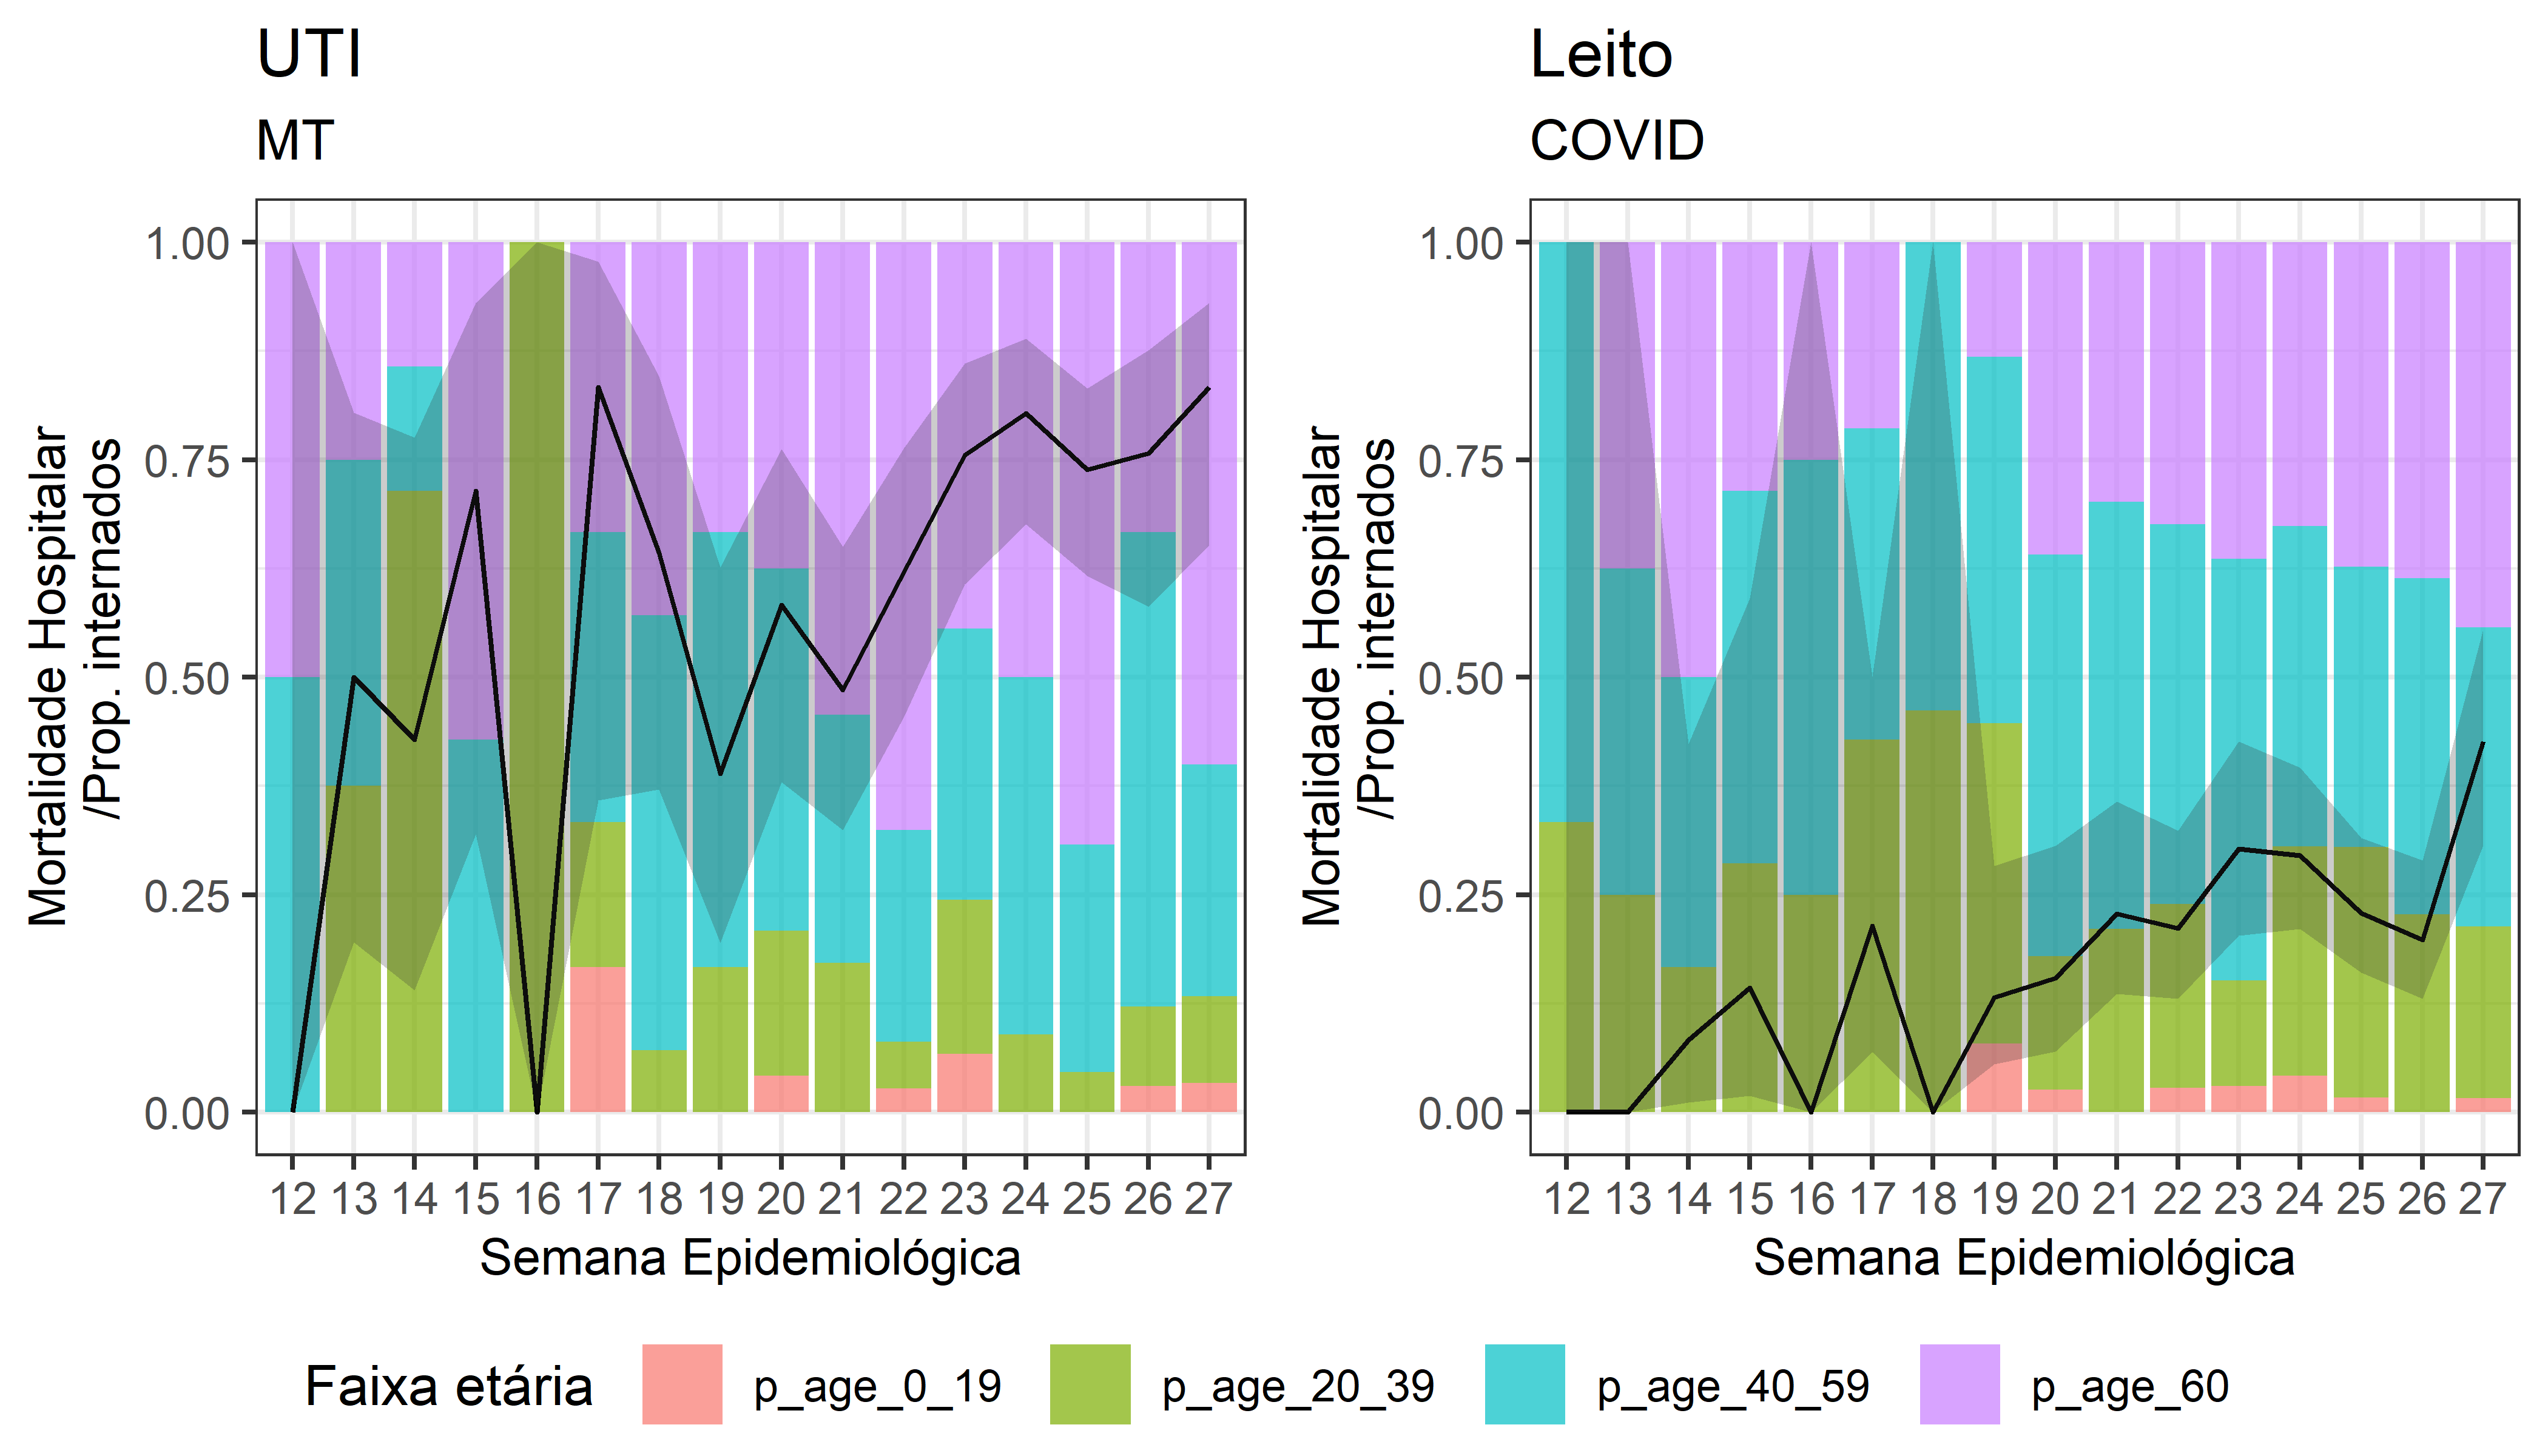 UTI
MT
Mortalidade Hospitalar
/Prop. internados
1.00
0.75
0.50
0.25
0.00
12 13 14 15 16 17 18 19 20 21 22 23 24 25 26 27
Semana Epidemiológica
Leito
COVID
Mortalidade Hospitalar
/Prop. internados
1.00
0.75
0.50
0.25
0.00
12 13 14 15 16 17 18 19 20 21 22 23 24 25 26 27
Semana Epidemiológica
Faixa etária p_age_0_19 p_age_20_39 p_age_40_59 p_age_60